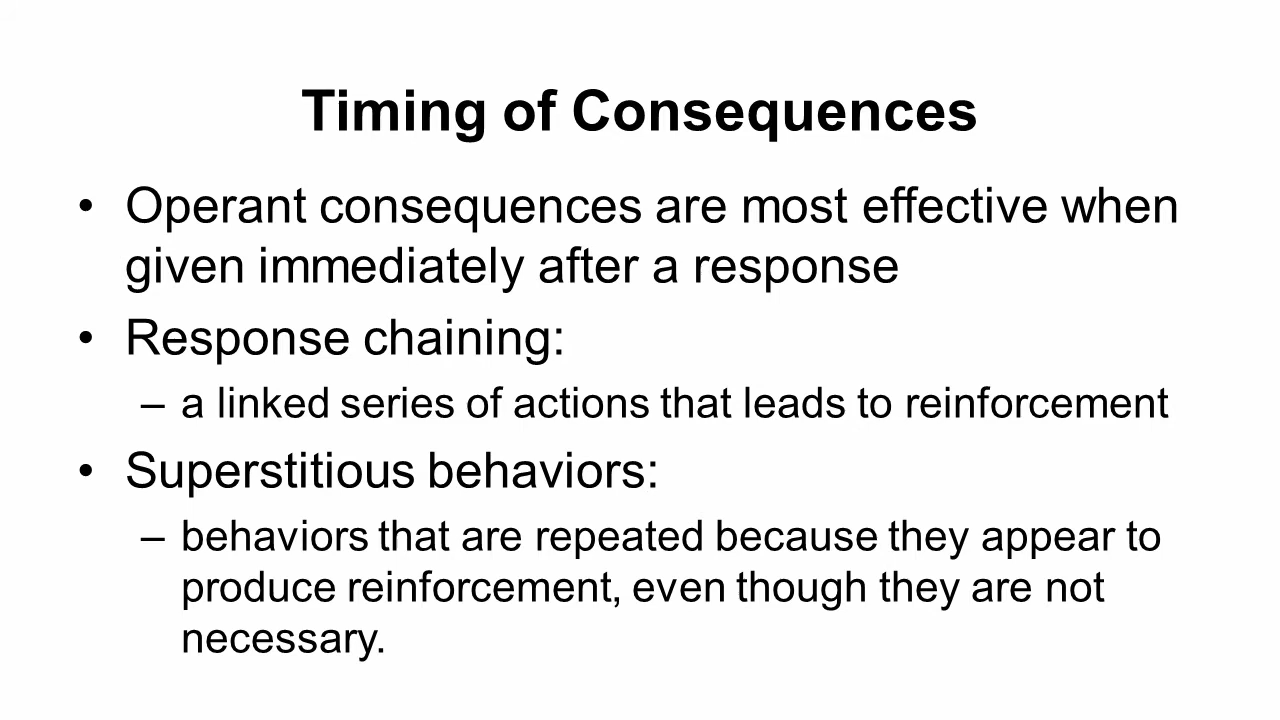 Timing of Consequences
• Operant consequences are most effective when
given immediately after a response
• Response chaining:
– a linked series of actions that leads to reinforcement
• Superstitious behaviors:
– behaviors that are repeated because they appear to
produce reinforcement, even though they are not
necessary.